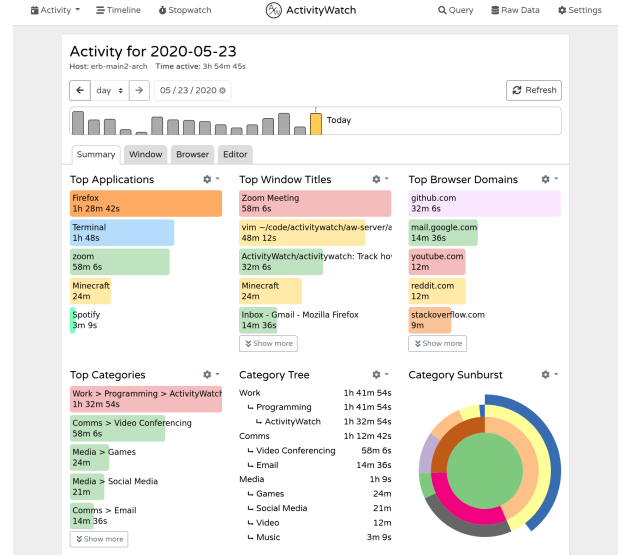 Activity
Timeline
Stopwatch
ActivityWatch
Query
Raw Data
Settings
Activity for 2020-05-23
Host: erb-main2-arch Time active: 3h 54m 45s
day
05 / 23 / 2020
Refresh
Today
Summary
Window
Browser
Editor
Top Applications
Firefox
1h 28m 42s
Terminal
1h 48s
zoom
58m 6s
Minecraft
24m
Spotify
3m 9s
Top Window Titles
Zoom Meeting
58m 6s
vim ~/code/activitywatch/aw-server/a
48m 12s
ActivityWatch/activitywatch: Track ho
32m 6s
Minecraft
24m
Inbox - Gmail - Mozilla Firefox
14m 36s
Show more
Top Browser Domains
github.com
32m 6s
mail.google.com
14m 36s
youtube.com
12m
reddit.com
12m
stackoverflow.com
9m
Show more
Top Categories
Work > Programming > ActivityWatch
1h 32m 54s
Comms > Video Conferencing
58m 6s
Media > Games
24m
Media > Social Media
21m
Comms > Email
14m 36s
Show more
Category Tree
Work 1h 41m 54s
Programming 1h 41m 54s
ActivityWatch 1h 32m 54s
Comms 1h 12m 42s
Video Conferencing 58m 6s
Email 14m 36s
Media 1h 9s
Games 24m
Social Media 21m
Video 12m
Music 3m 9s
Category Sunburst